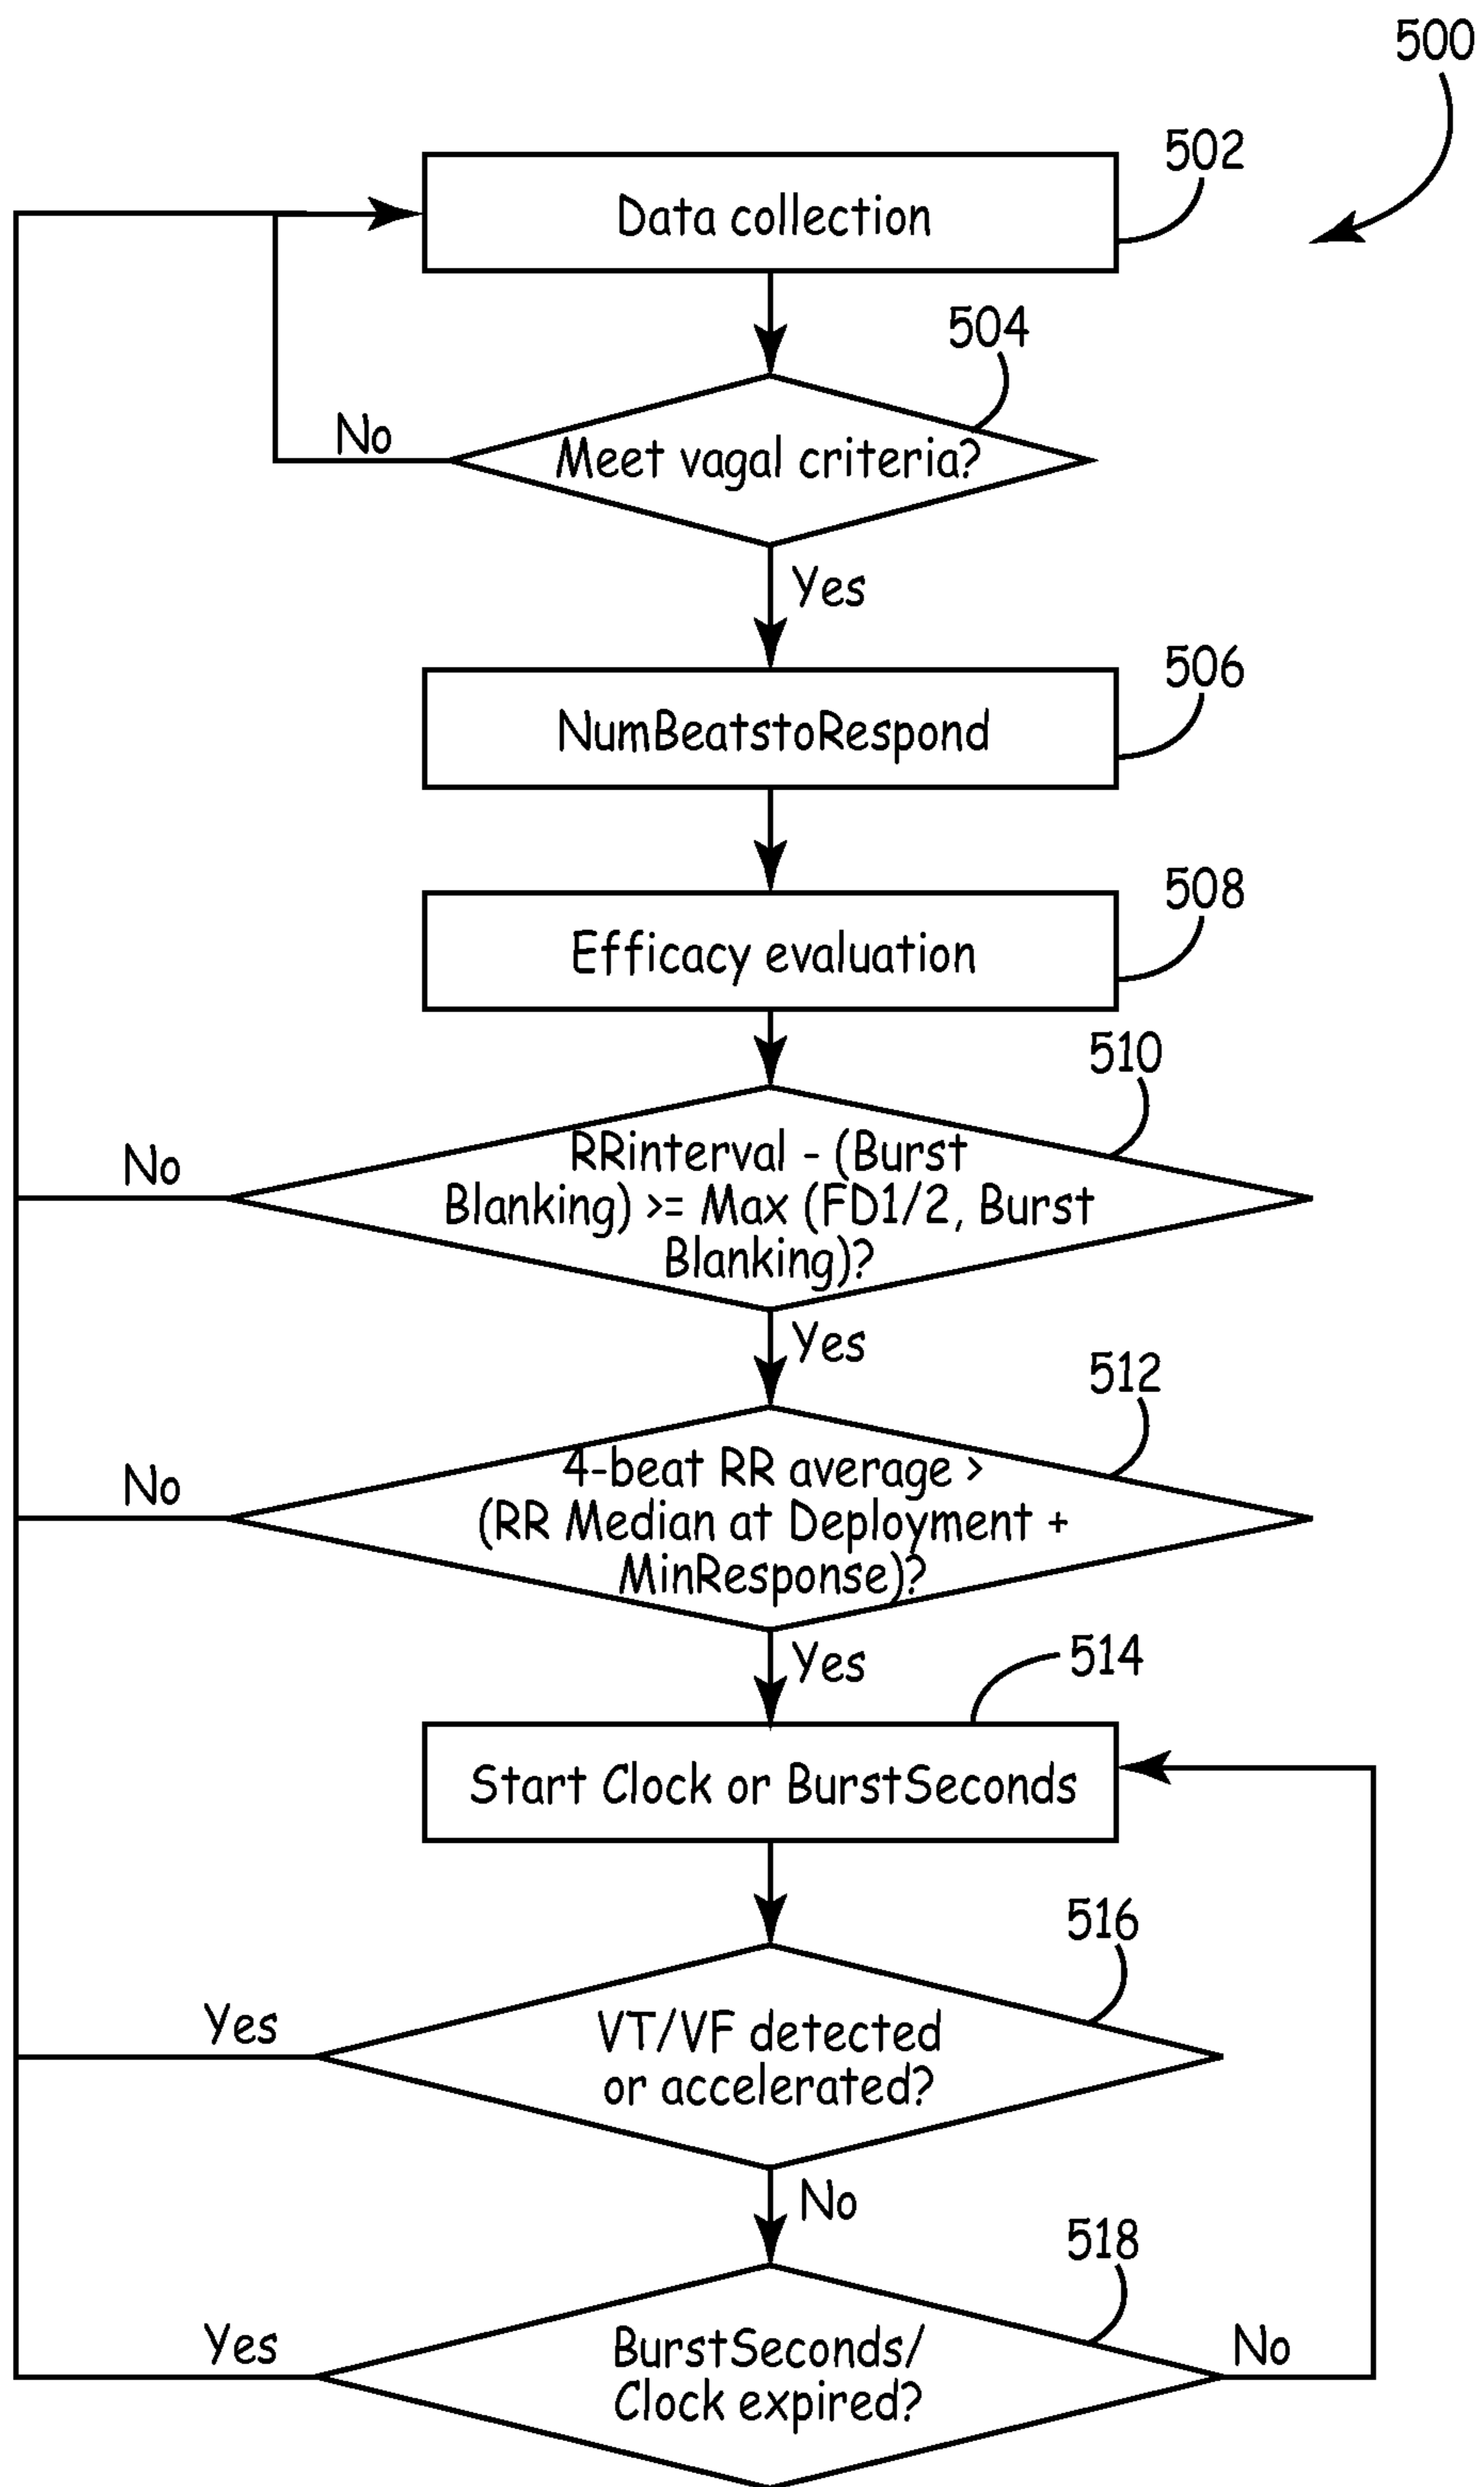 500
502
Data collection
504
No
Meet vagal criteria?
Yes
506
NumBeatstoRespond
508
Efficacy evaluation
510
No
RRinterval - (Burst
Blanking) >= Max (FD1/2, Burst
Blanking)?
Yes
512
No
4-beat RR average >
(RR Median at Deployment +
MinResponse)?
Yes
514
Start Clock or BurstSeconds
516
Yes
VT/VF detected
or accelerated?
No
518
Yes
BurstSeconds/
Clock expired?
No